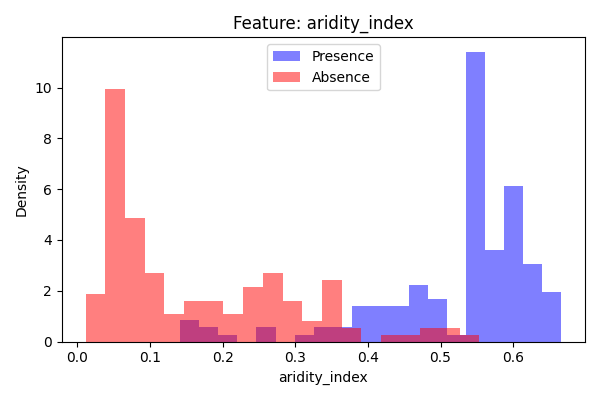 Feature: aridity_index
Presence
Absence
Density
10
8
6
4
2
0
0.0 0.1 0.2 0.3 0.4 0.5 0.6
aridity_index